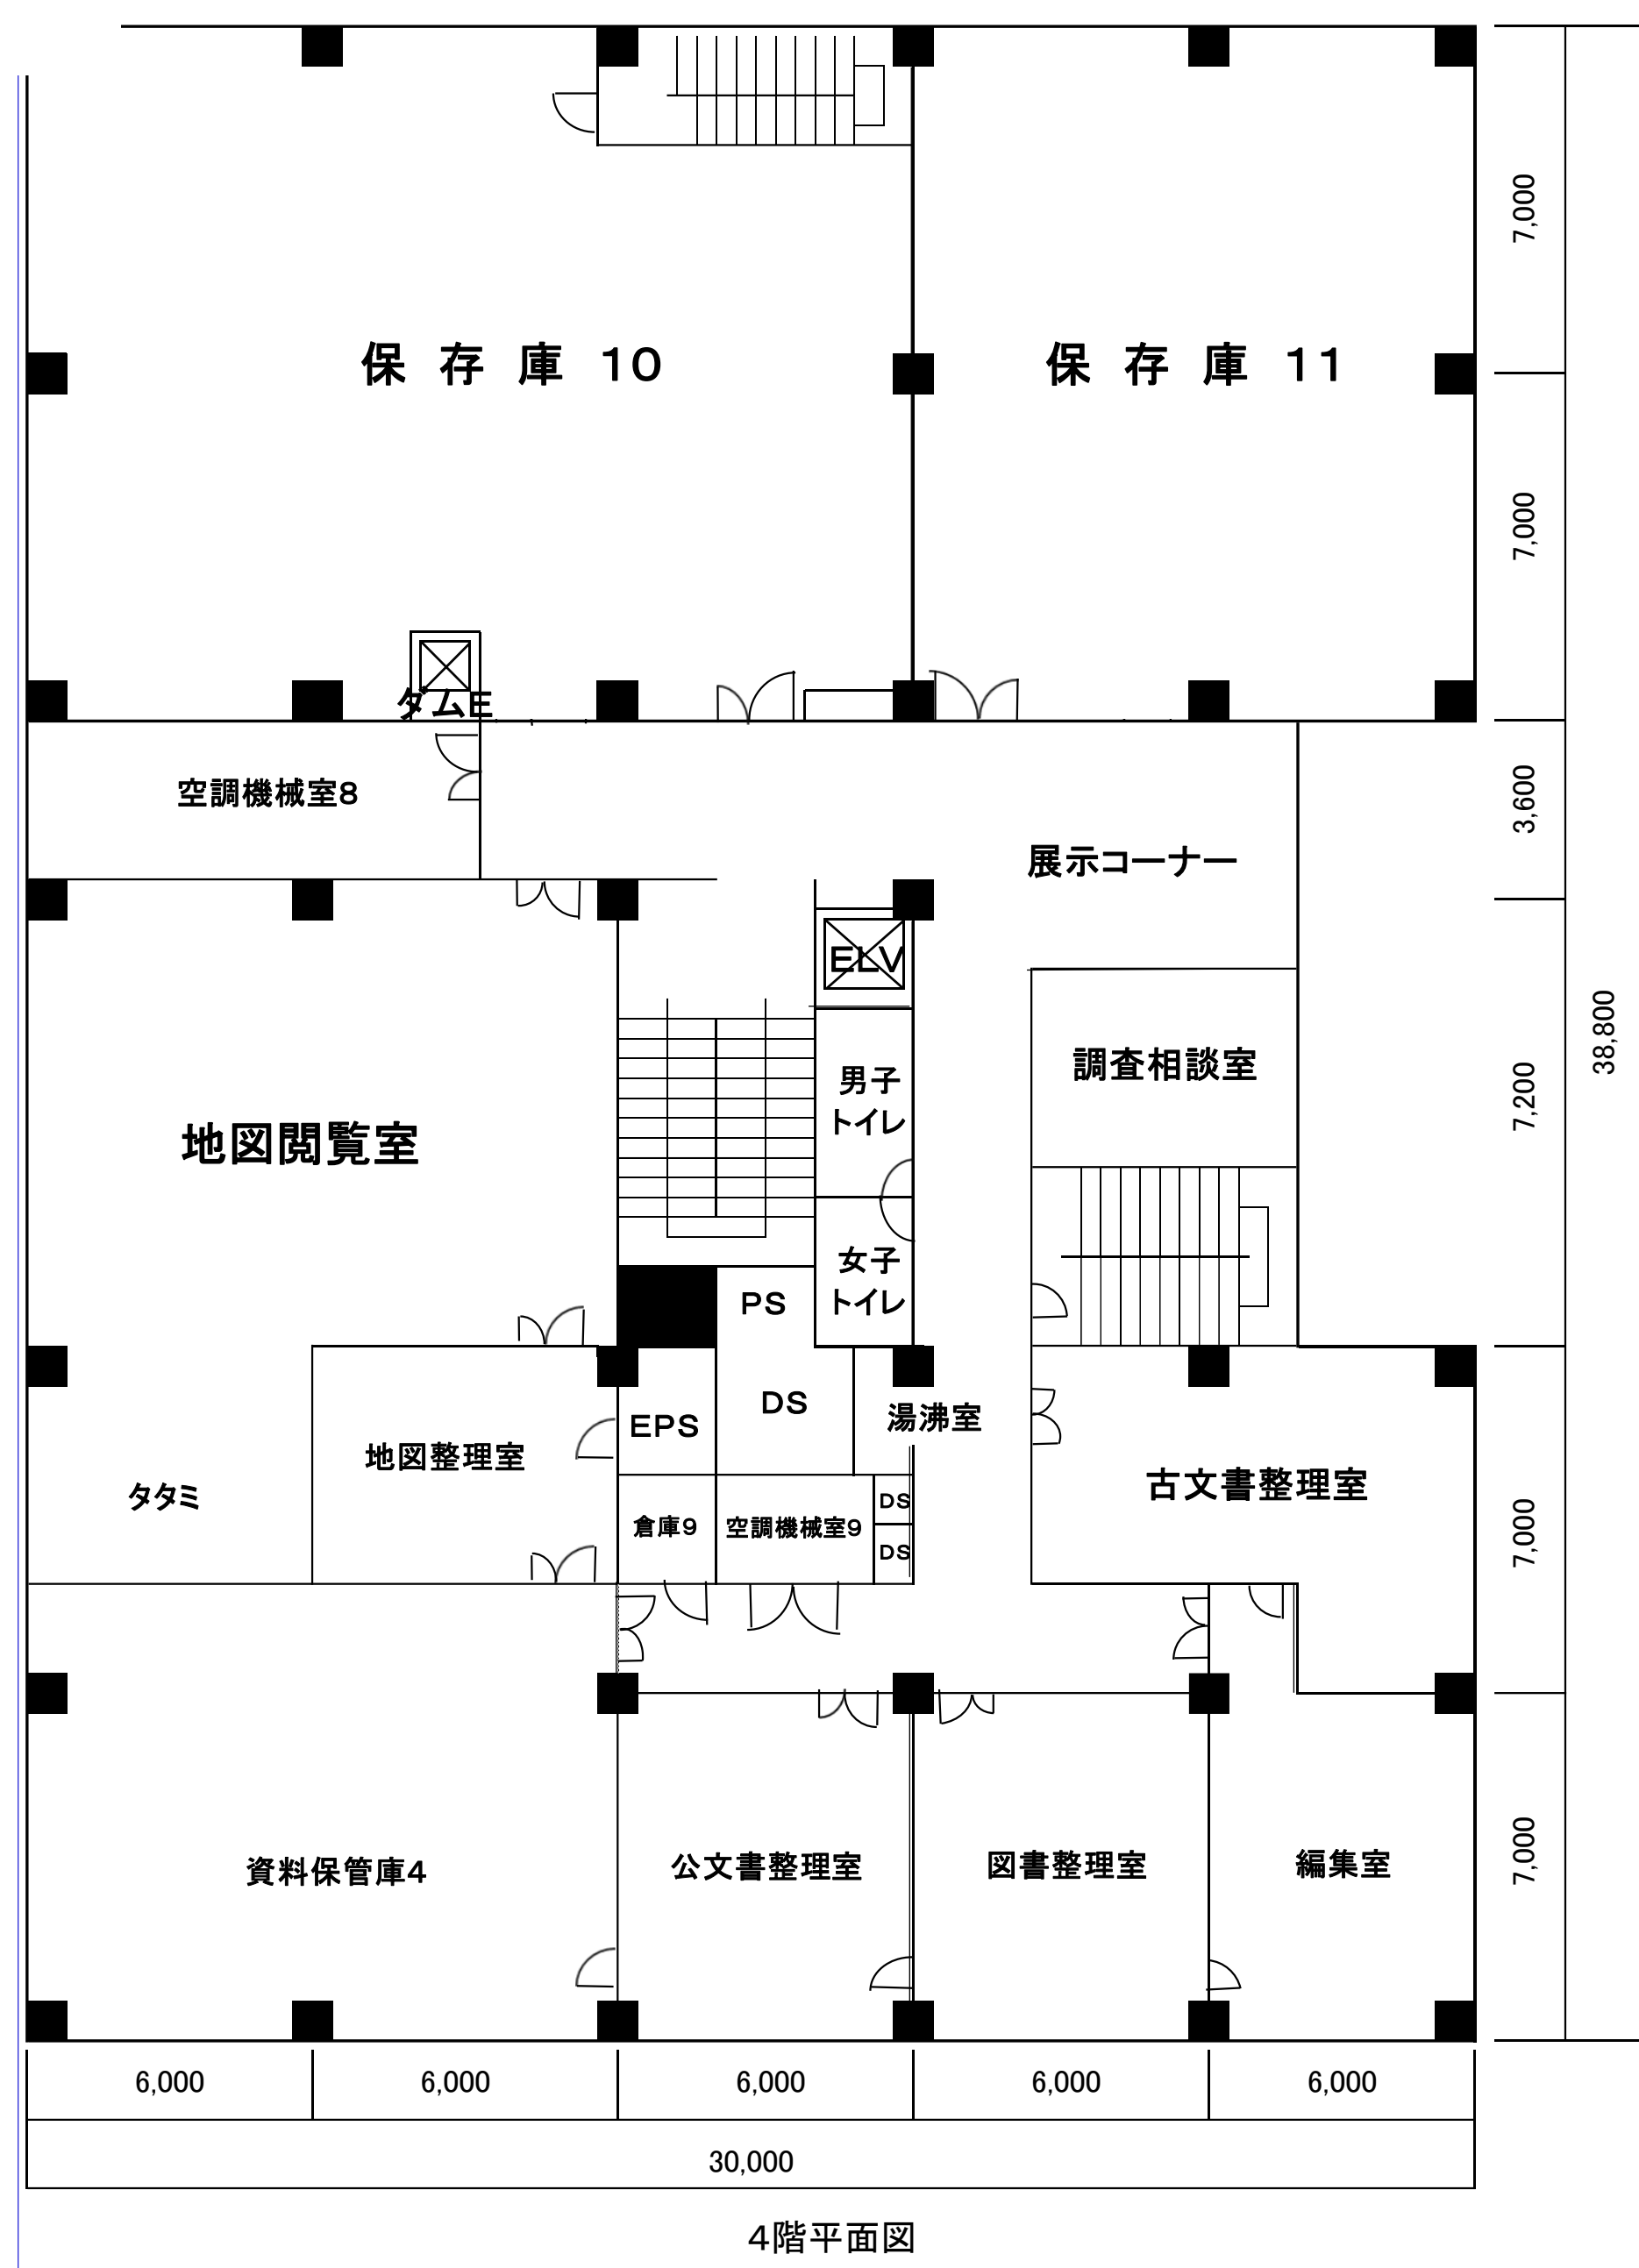 7,000
保 存 庫 10
保 存 庫 11
7,000
ダムE
空調機械室8
3,600
展示コーナー
ELV
38,800
調査相談室
男子
トイレ
7,200
地図閲覧室
女子
トイレ
PS
DS
湯沸室
EPS
地図整理室
古文書整理室
タタミ
DS
倉庫9
空調機械室9
7,000
DS
資料保管庫4
公文書整理室
図書整理室
編集室
7,000
6,000
6,000
6,000
6,000
6,000
30,000
4階平面図